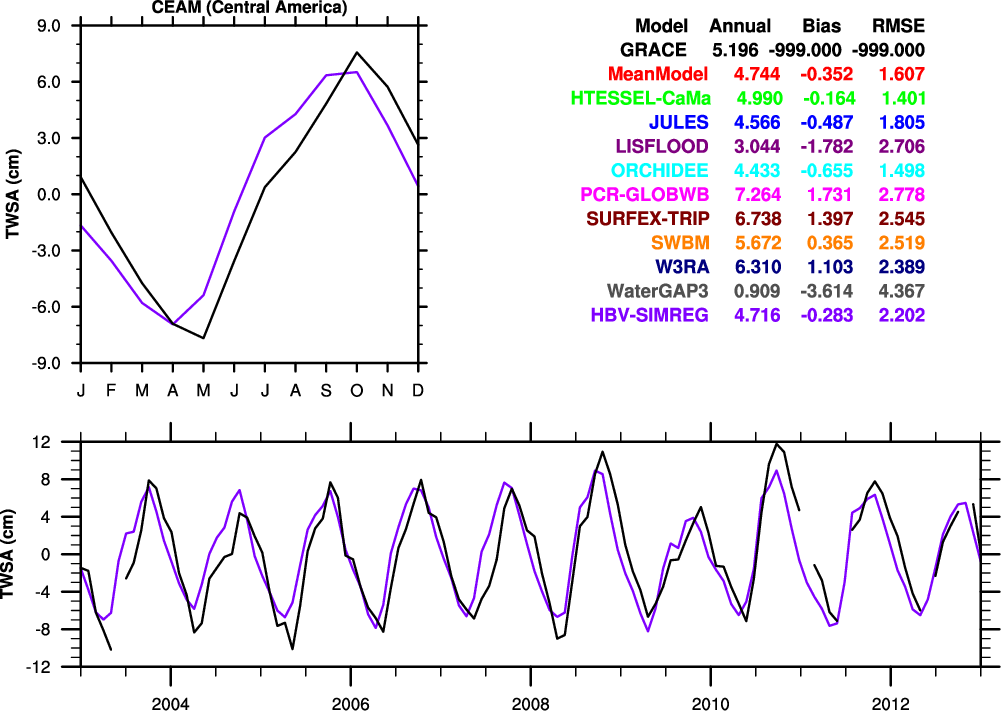 CEAM (Central America)
9.0
6.0
3.0
0.0
-3.0
-6.0
-9.0
TWSA (cm)
J F M A M J J A S O N D
Model Annual Bias RMSE
GRACE 5.196 -999.000 -999.000
MeanModel 4.744 -0.352 1.607
HTESSEL-CaMa 4.990 -0.164 1.401
JULES 4.566 -0.487 1.805
LISFLOOD 3.044 -1.782 2.706
ORCHIDEE 4.433 -0.655 1.498
PCR-GLOBWB 7.264 1.731 2.778
SURFEX-TRIP 6.738 1.397 2.545
SWBM 5.672 0.365 2.519
W3RA 6.310 1.103 2.389
WaterGAP3 0.909 -3.614 4.367
HBV-SIMREG 4.716 -0.283 2.202
12
8
4
0
-4
-8
-12
TWSA (cm)
2004 2006 2008 2010 2012